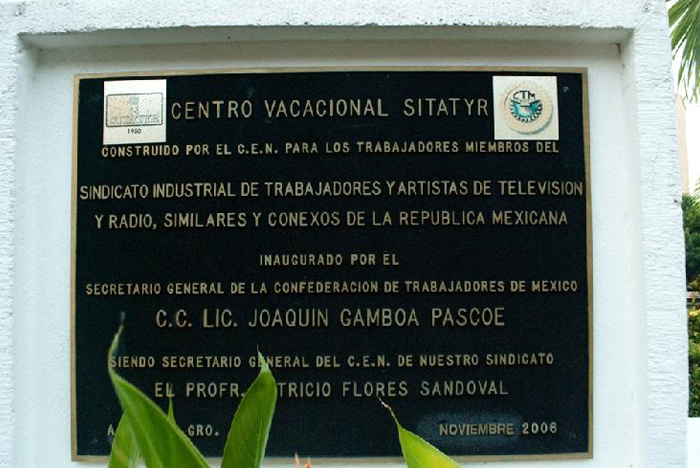 CENTRO VACACIONAL SITATYR
1960
CTM
CONSTRUIDO POR EL C.E.N. PARA LOS TRABAJADORES MIEMBROS DEL
SINDICATO INDUSTRIAL DE TRABAJADORES Y ARTISTAS DE TELEVISION
Y RADIO, SIMILARES Y CONEXOS DE LA REPUBLICA MEXICANA
INAUGURADO POR EL
SECRETARIO GENERAL DE LA CONFEDERACION DE TRABAJADORES DE MEXICO
C.C. LIC. JOAQUIN GAMBOA PASCOE
SIENDO SECRETARIO GENERAL DEL C.E.N. DE NUESTRO SINDICATO
EL PROFR. TRICIO FLORES SANDOVAL
A GRO. NOVIEMBRE 2006